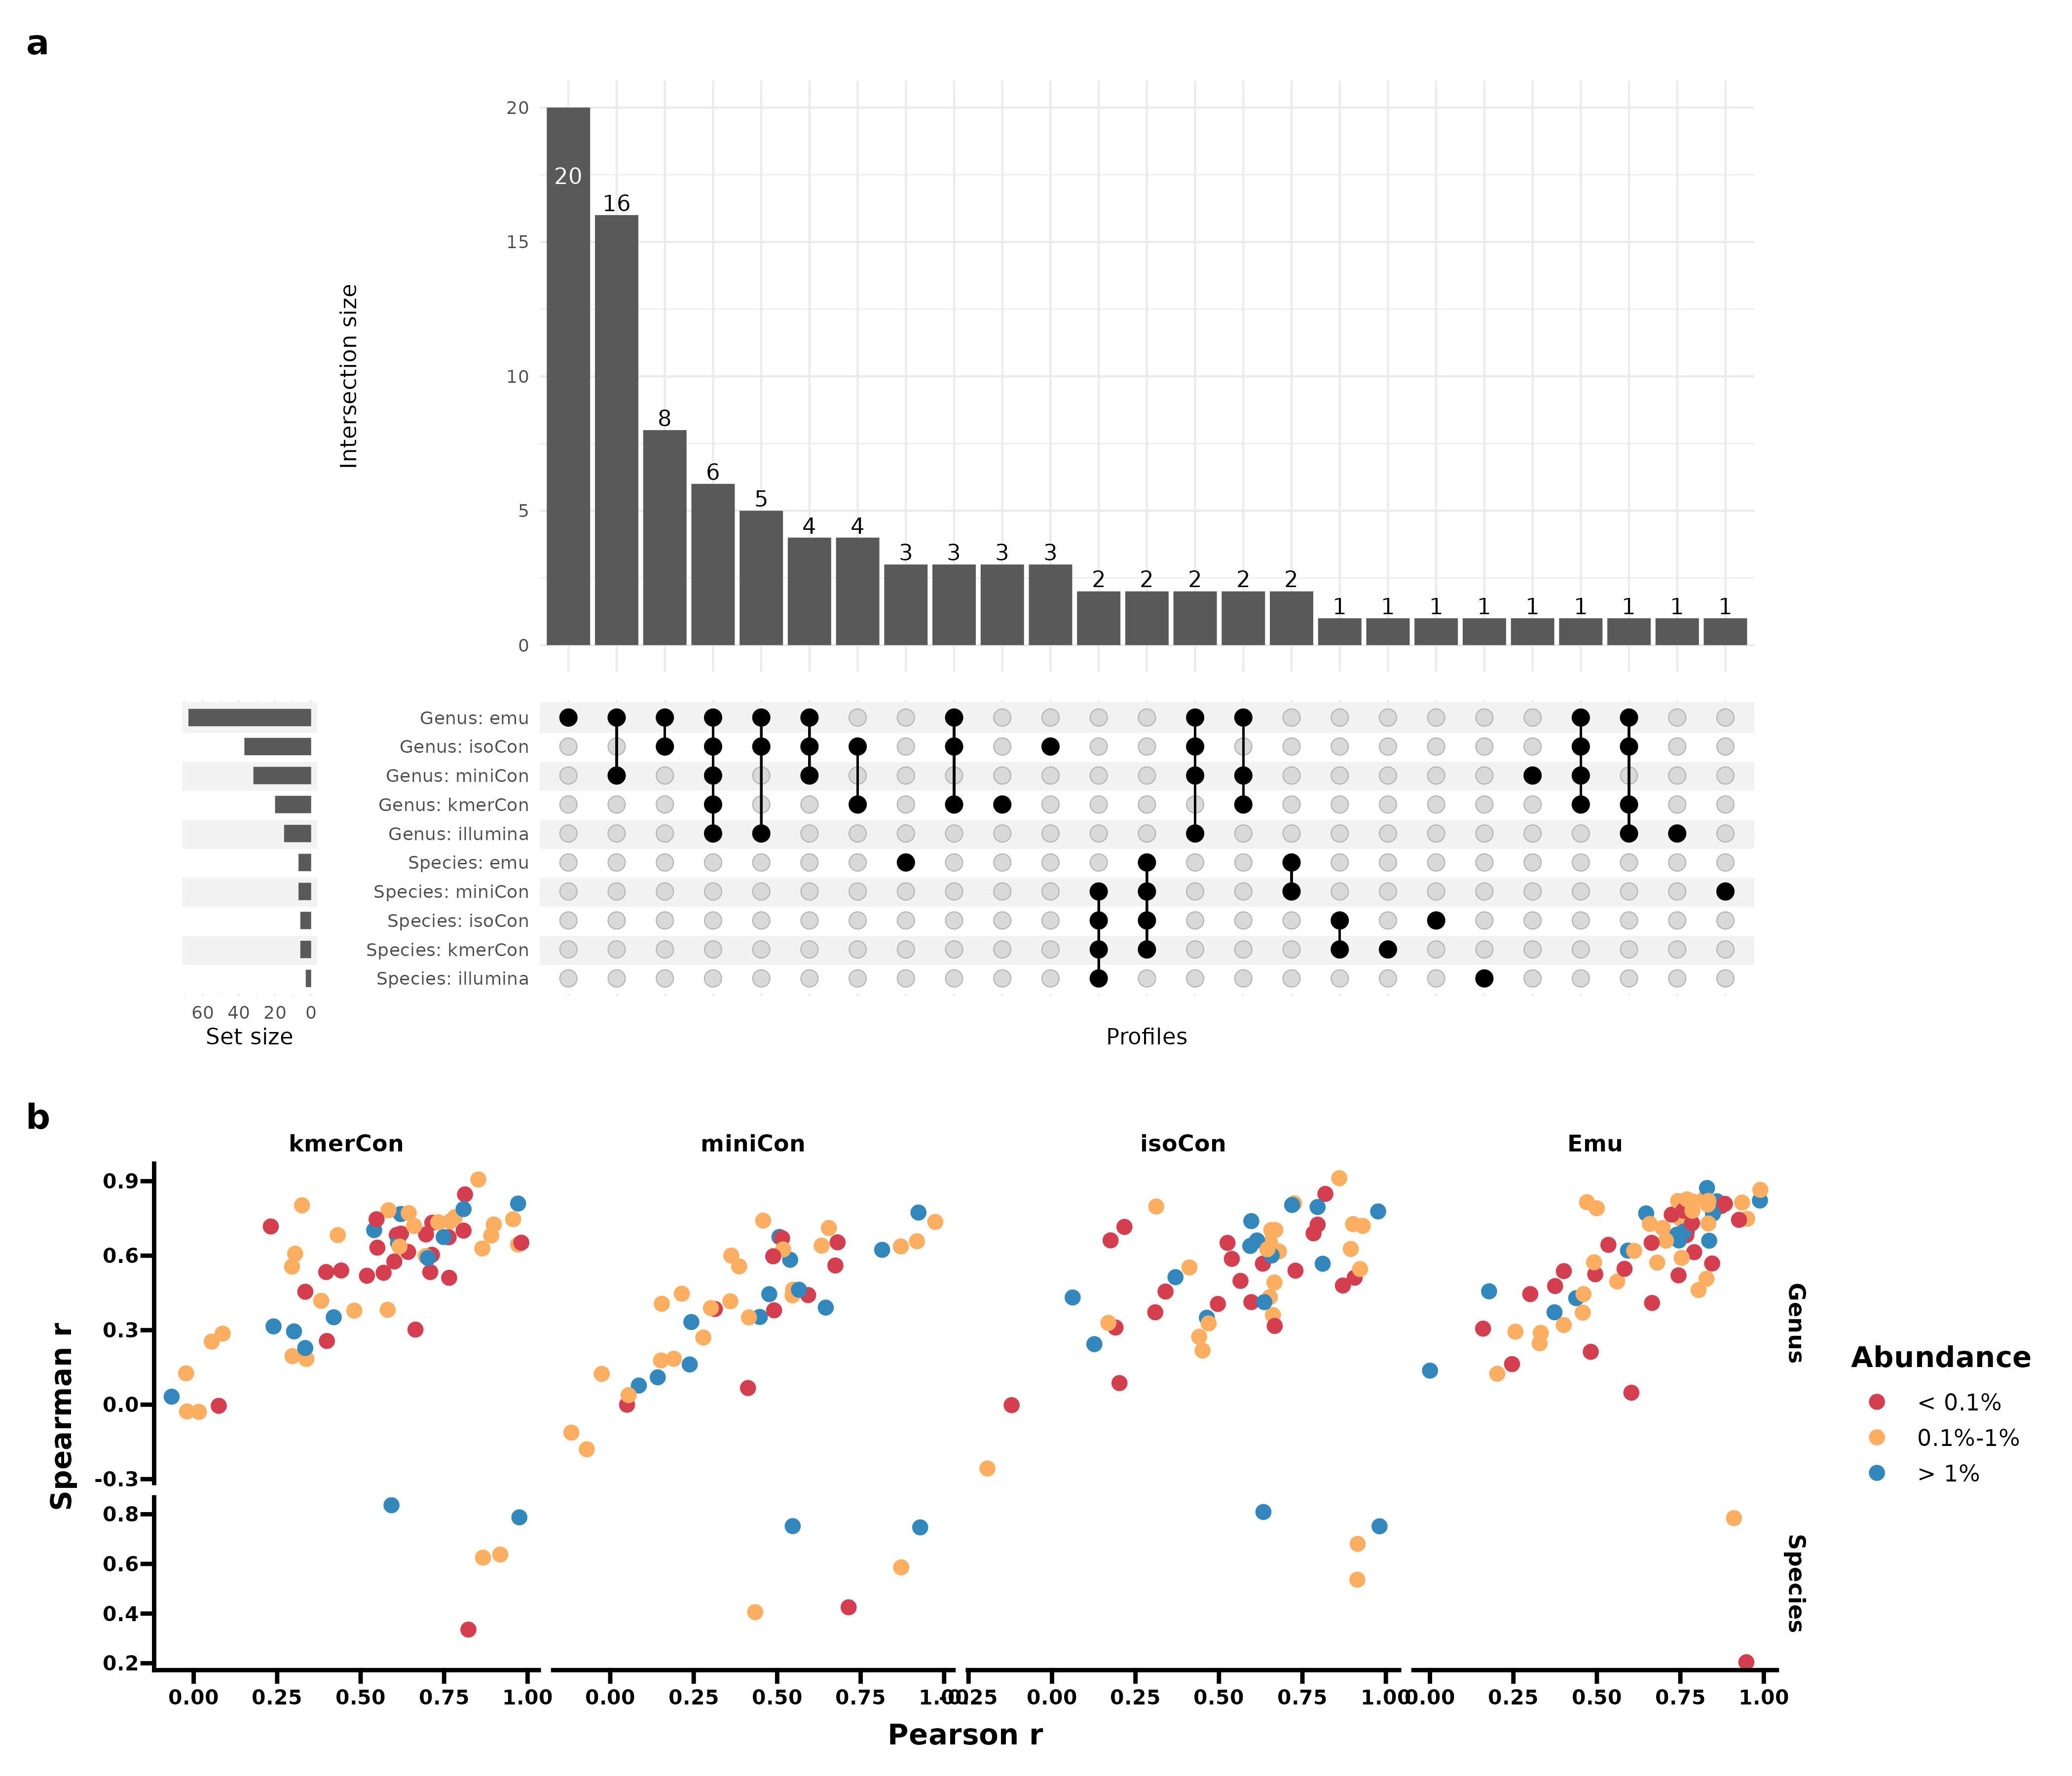 a
20
15
10
5
0
Intersection size
20
16
8
6
5
4
4
3
3
3
3
2
2
2
2
2
1
1
1
1
1
1
1
1
1
Genus: emu
Genus: isoCon
Genus: miniCon
Genus: kmerCon
Genus: illumina
Species: emu
Species: miniCon
Species: isoCon
Species: kmerCon
Species: illumina
60 40 20 0
Set size
Profiles
b
kmerCon miniCon isoCon Emu
0.9
0.6
0.3
0.0
-0.3
0.8
0.6
0.4
0.2
Spearman r
Genus
Species
Abundance
< 0.1%
0.1%-1%
> 1%
0.00 0.25 0.50 0.75 1.00
0.00 0.25 0.50 0.75 1.00
0.00 0.25 0.50 0.75 1.00
0.00 0.25 0.50 0.75 1.00
Pearson r